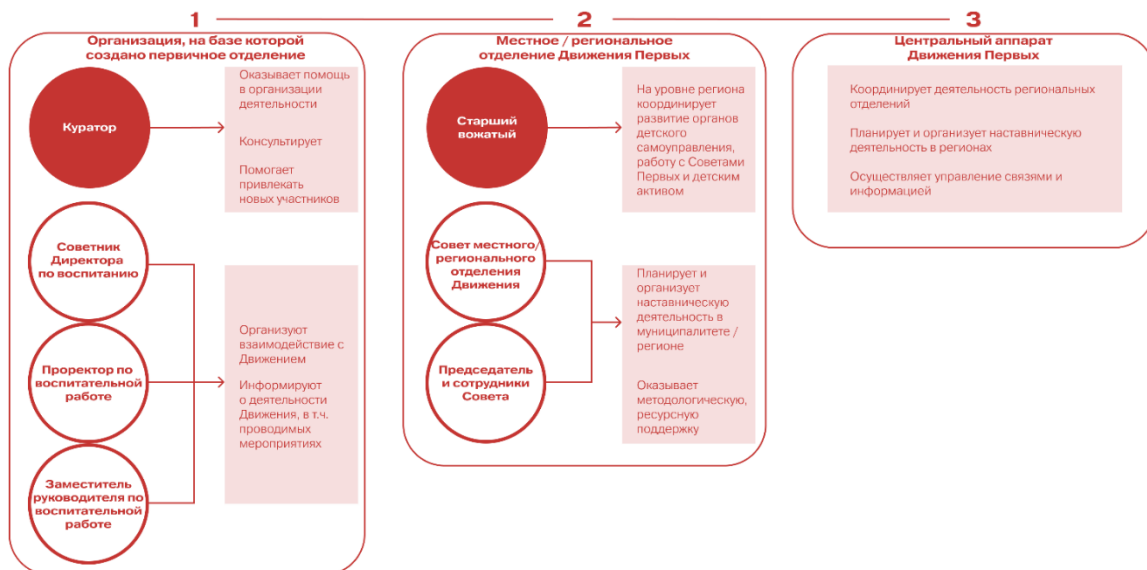 1
2
3
Организация, на базе которой
создано первичное отделение
Куратор
Оказывает помощь
в организации
деятельности
Консультирует
Помогает
привлекать
новых участников
Советник
Директора
по воспитанию
Проректор по
воспитательной
работе
Заместитель
руководителя по
воспитательной
работе
Организуют
взаимодействие с
Движением
Информируют
о деятельности
Движения, в т.ч.
проводимых
мероприятиях
Местное / региональное
отделение Движения Первых
Старший
вожатый
На уровне региона
координирует
развитие органов
детского
самоуправления,
работу с Советами
Первых и детским
активом
Совет местного/
регионального
отделения
Движения
Председатель
и сотрудники
Совета
Планирует и
организует
наставническую
деятельность в
муниципалитете /
регионе
Оказывает
методологическую,
ресурсную
поддержку
Центральный аппарат
Движения Первых
Координирует деятельность региональных
отделений
Планирует и организует наставническую
деятельность в регионах
Осуществляет управление связями и
информацией